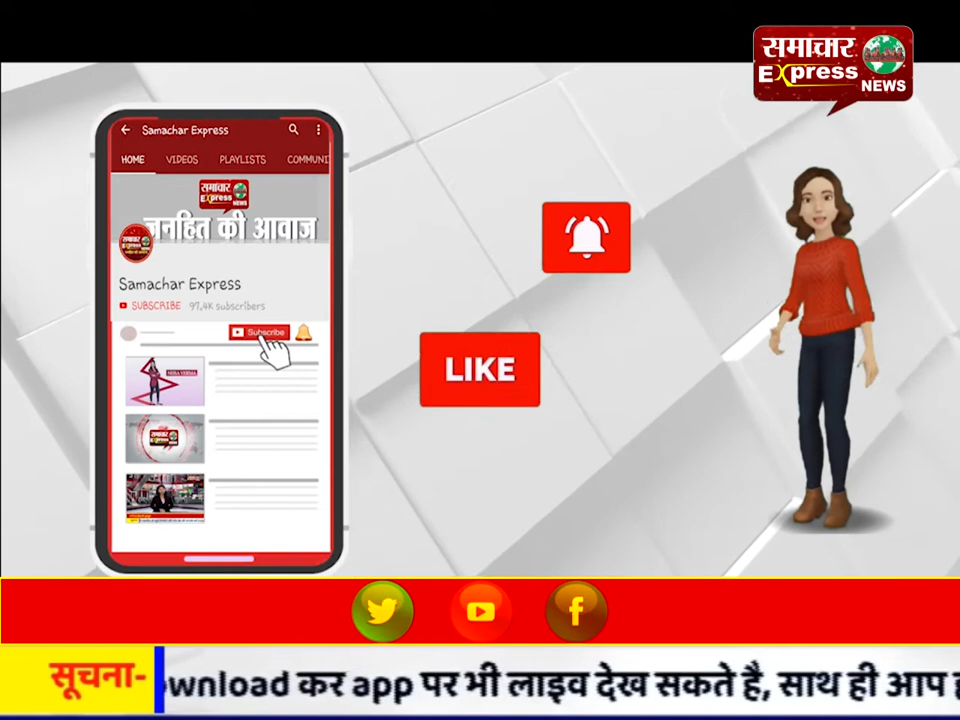 समाचार
Express
NEWS
Samachar Express
HOME VIDEOS PLAYLISTS COMMUNI
समाचार
Express
NEWS
जनहित की आवाज
Samachar Express
SUBSCRIBE 97.4K subscribers
Subscribe
LIKE
सूचना- ownload कर app पर भी लाइव देख सकते है, साथ ही आप